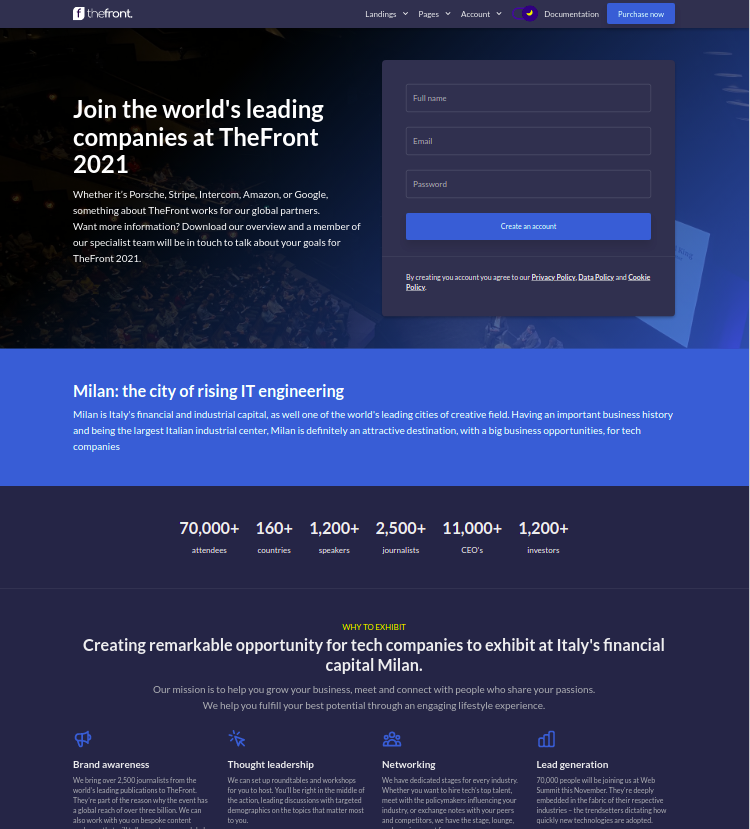 thefront.
Landings Pages Account Documentation Purchase now
Join the world's leading
companies at TheFront
2021
Whether it's Porsche, Stripe, Intercom, Amazon, or Google,
something about TheFront works for our global partners.
Want more information? Download our overview and a member of
our specialist team will be in touch to talk about your goals for
TheFront 2021.
Full name
Email
Password
Create an account
By creating you account you agree to our Privacy Policy, Data Policy and Cookie
Policy.
Milan: the city of rising IT engineering
Milan is Italy's financial and industrial capital, as well one of the world's leading cities of creative field. Having an important business history
and being the largest Italian industrial center, Milan is definitely an attractive destination, with a big business opportunities, for tech
companies
70,000+ 160+ 1,200+ 2,500+ 11,000+ 1,200+
attendees countries speakers journalists CEO's investors
WHY TO EXHIBIT
Creating remarkable opportunity for tech companies to exhibit at Italy's financial
capital Milan.
Our mission is to help you grow your business, meet and connect with people who share your passions.
We help you fulfill your best potential through an engaging lifestyle experience.
Brand awareness
We bring over 2,500 journalists from the
world's leading publications to TheFront.
They're part of the reason why the event has
a global reach of over three billion. We can
also work with you on bespoke content
Thought leadership
We can set up roundtables and workshops
for you to host. You'll be right in the middle of
the action, leading discussions with targeted
demographics on the topics that matter most
to you.
Networking
We have dedicated stages for every industry.
Whether you want to hire tech's top talent,
meet with the policymakers influencing your
industry, or exchange notes with your peers
and competitors, we have the stage, lounge,
Lead generation
70,000 people will be joining us at Web
Summit this November. They're deeply
embedded in the fabric of their respective
industries – the trendsetters dictating how
quickly new technologies are adopted.